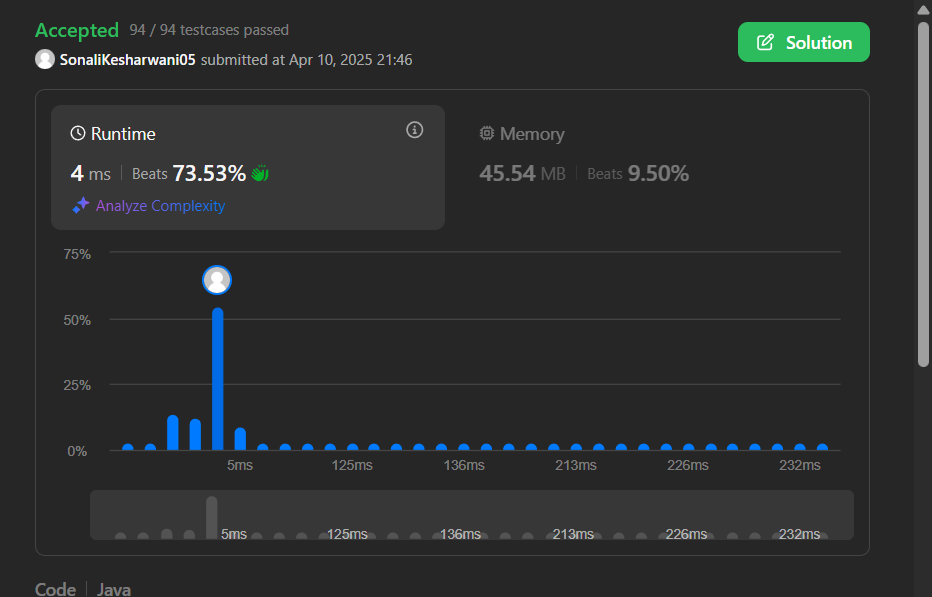 Accepted 94 / 94 testcases passed
Solution
SonaliKesharwani05 submitted at Apr 10, 2025 21:46
Runtime
4 ms | Beats 73.53%
Analyze Complexity
Memory
45.54 MB | Beats 9.50%
75%
50%
25%
0%
5ms 125ms 136ms 213ms 226ms 232ms
5ms 125ms 136ms 213ms 226ms 232ms
Code | Java